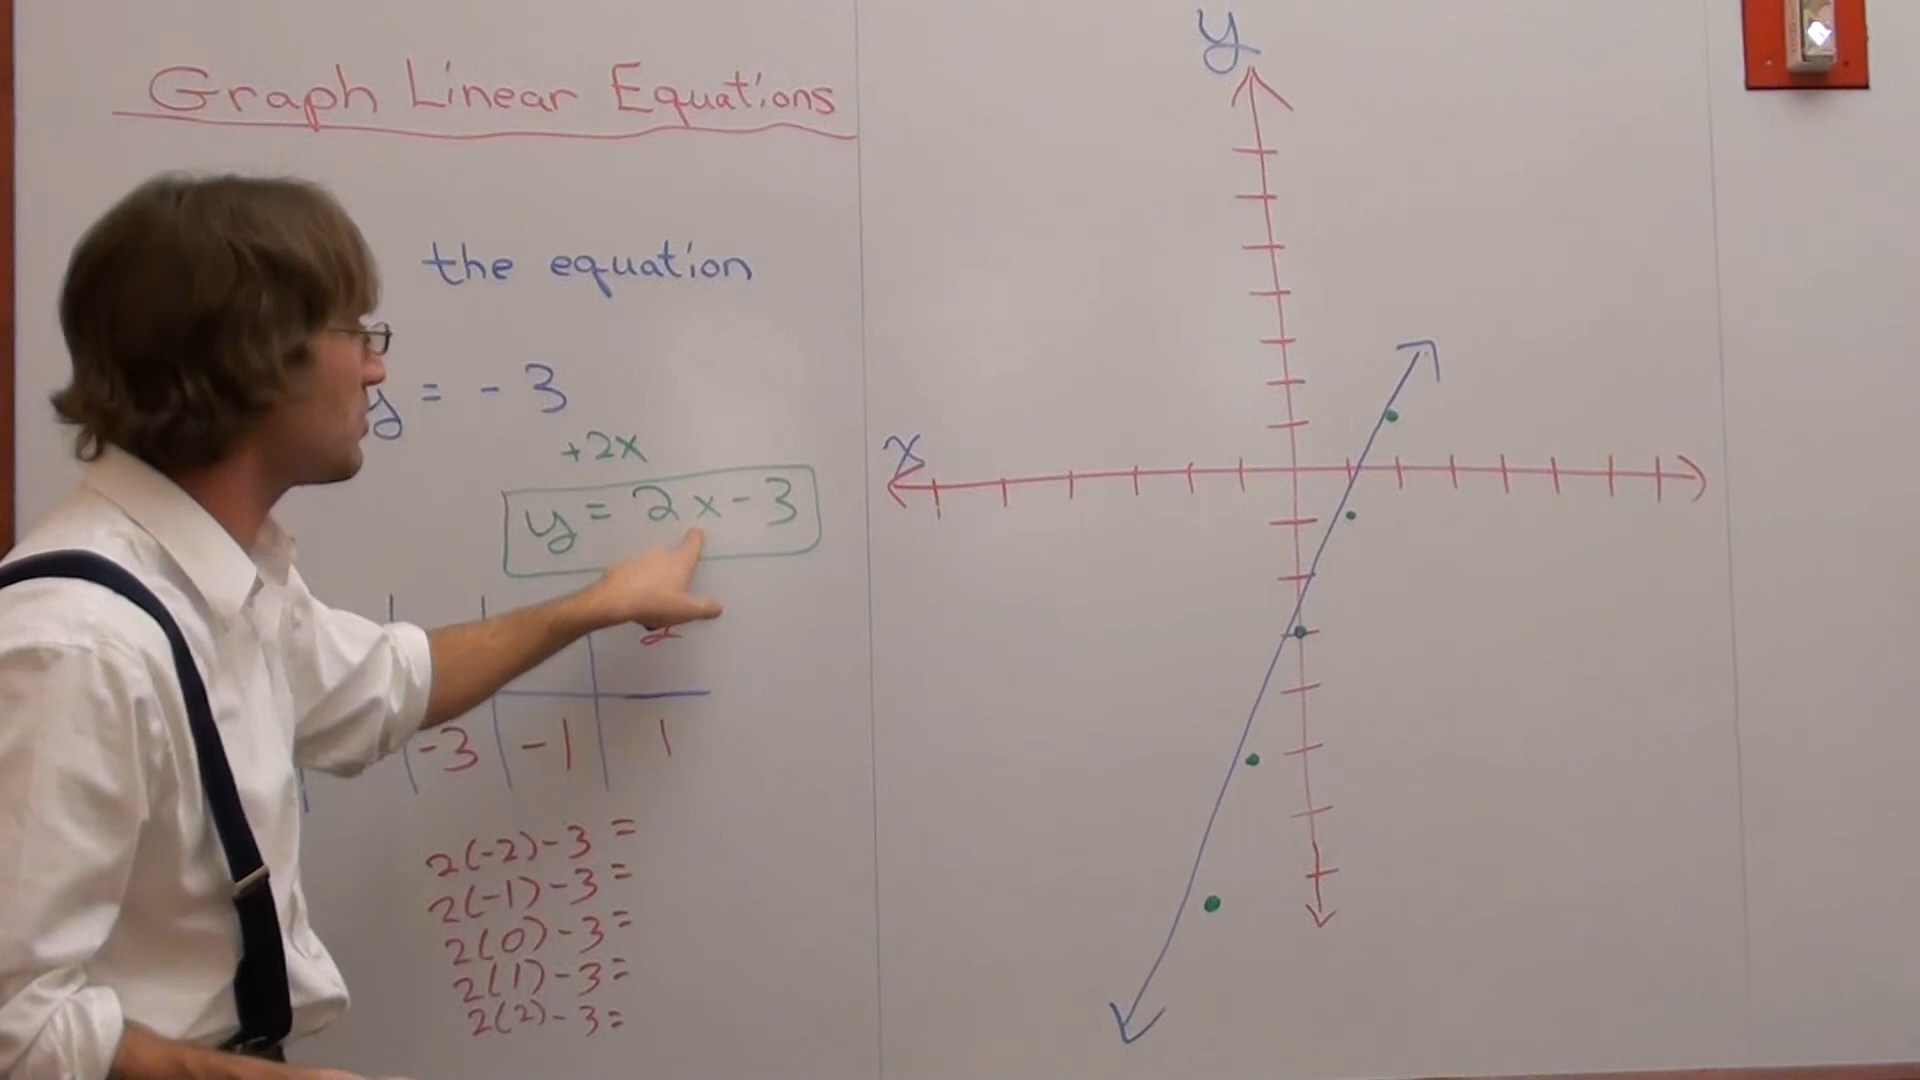 Graph Linear Equations
the equation
y = - 3
+2x
y = 2x - 3
2
-3 -1 1
2(-2) - 3 =
2(-1) - 3 =
2(0) - 3 =
2(1) - 3 =
2(2) - 3 =
y
x